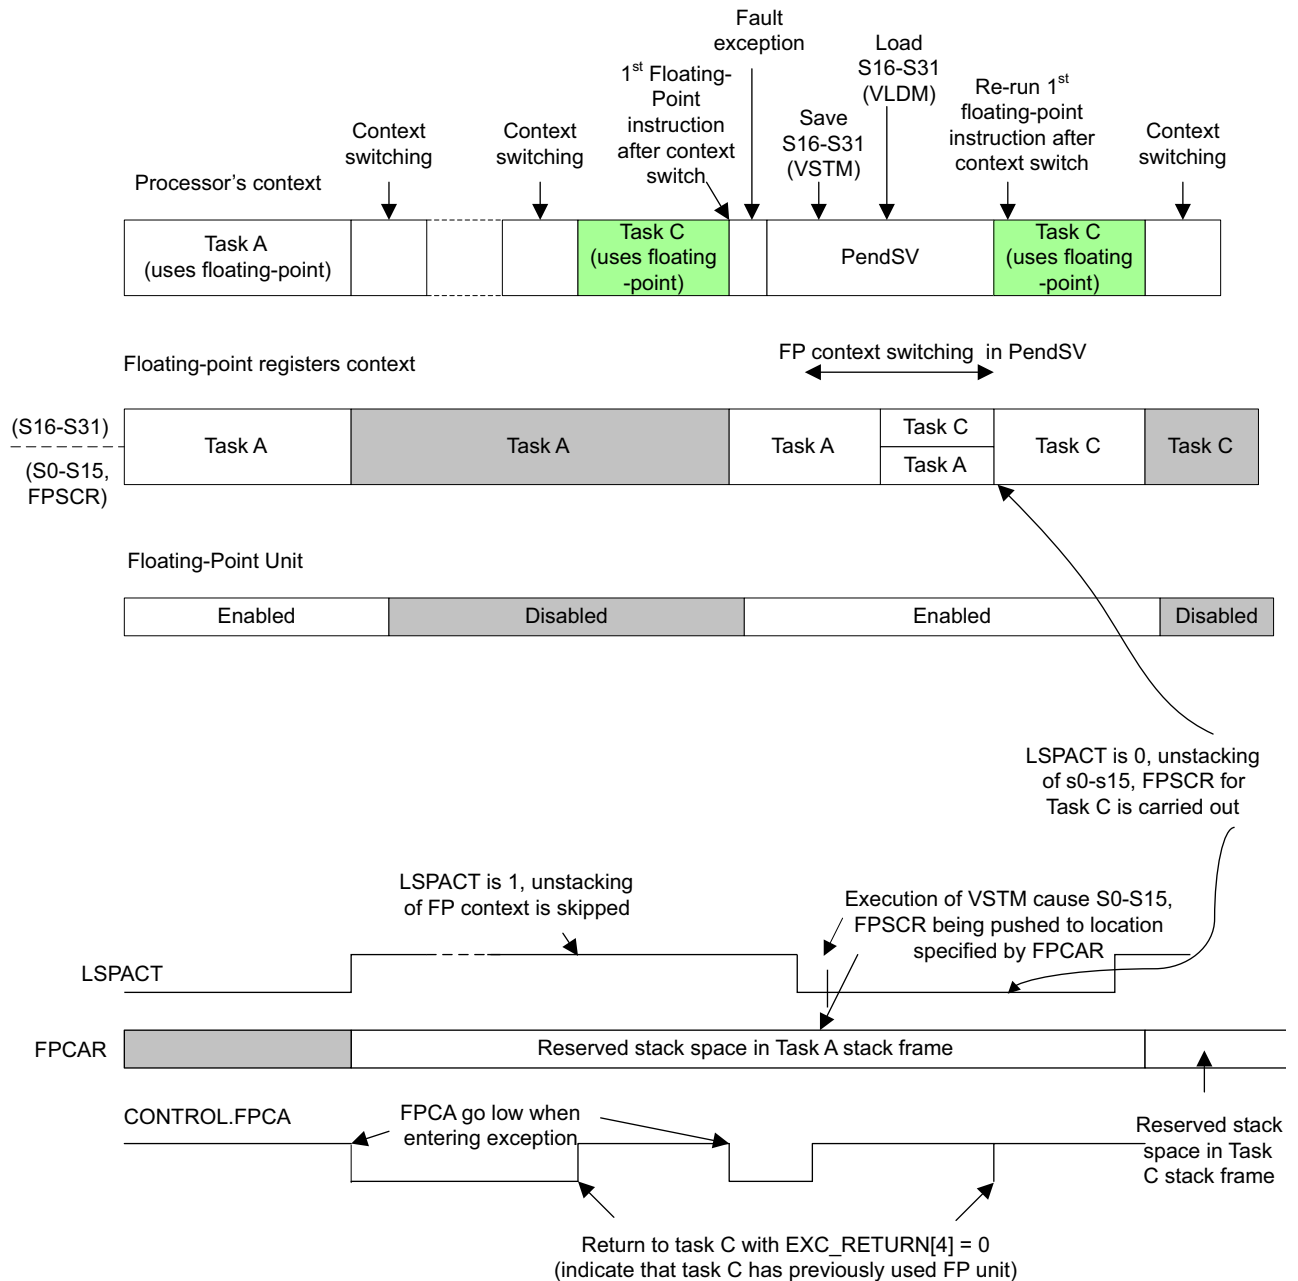 Fault
exception
Load
S16-S31
(VLDM)
1st Floating-
Point
instruction
after context
switch
Re-run 1st
floating-point
instruction after
context switch
Save
S16-S31
(VSTM)
Context
switching
Context
switching
Context
switching
Processor's context
Task A
(uses floating-point)
Task C
(uses floating
-point)
PendSV
Task C
(uses floating
-point)
FP context switching in PendSV
Floating-point registers context
(S16-S31)
(S0-S15,
FPSCR)
Task A
Task A
Task A
Task C
Task A
Task C
Task C
Floating-Point Unit
Enabled
Disabled
Enabled
Disabled
LSPACT is 0, unstacking
of s0-s15, FPSCR for
Task C is carried out
LSPACT is 1, unstacking
of FP context is skipped
Execution of VSTM cause S0-S15,
FPSCR being pushed to location
specified by FPCAR
LSPACT
FPCAR
Reserved stack space in Task A stack frame
CONTROL.FPCA
FPCA go low when
entering exception
Reserved stack
space in Task
C stack frame
Return to task C with EXC_RETURN[4] = 0
(indicate that task C has previously used FP unit)